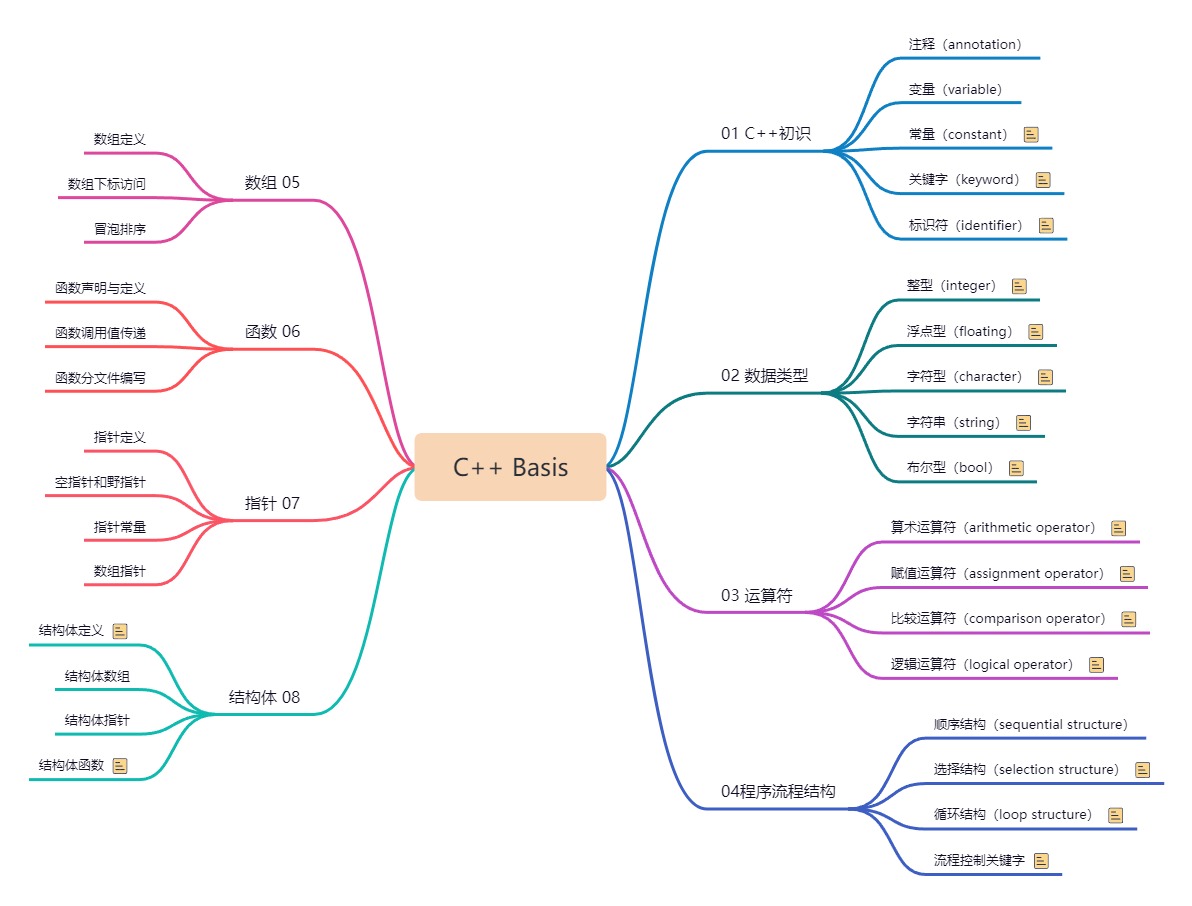 C++ Basis
01 C++初识
注释（annotation）
变量（variable）
常量（constant）
关键字（keyword）
标识符（identifier）
02 数据类型
整型（integer）
浮点型（floating）
字符型（character）
字符串（string）
布尔型（bool）
03 运算符
算术运算符（arithmetic operator）
赋值运算符（assignment operator）
比较运算符（comparison operator）
逻辑运算符（logical operator）
04程序流程结构
顺序结构（sequential structure）
选择结构（selection structure）
循环结构（loop structure）
流程控制关键字
数组 05
数组定义
数组下标访问
冒泡排序
函数 06
函数声明与定义
函数调用值传递
函数分文件编写
指针 07
指针定义
空指针和野指针
指针常量
数组指针
结构体 08
结构体定义
结构体数组
结构体指针
结构体函数